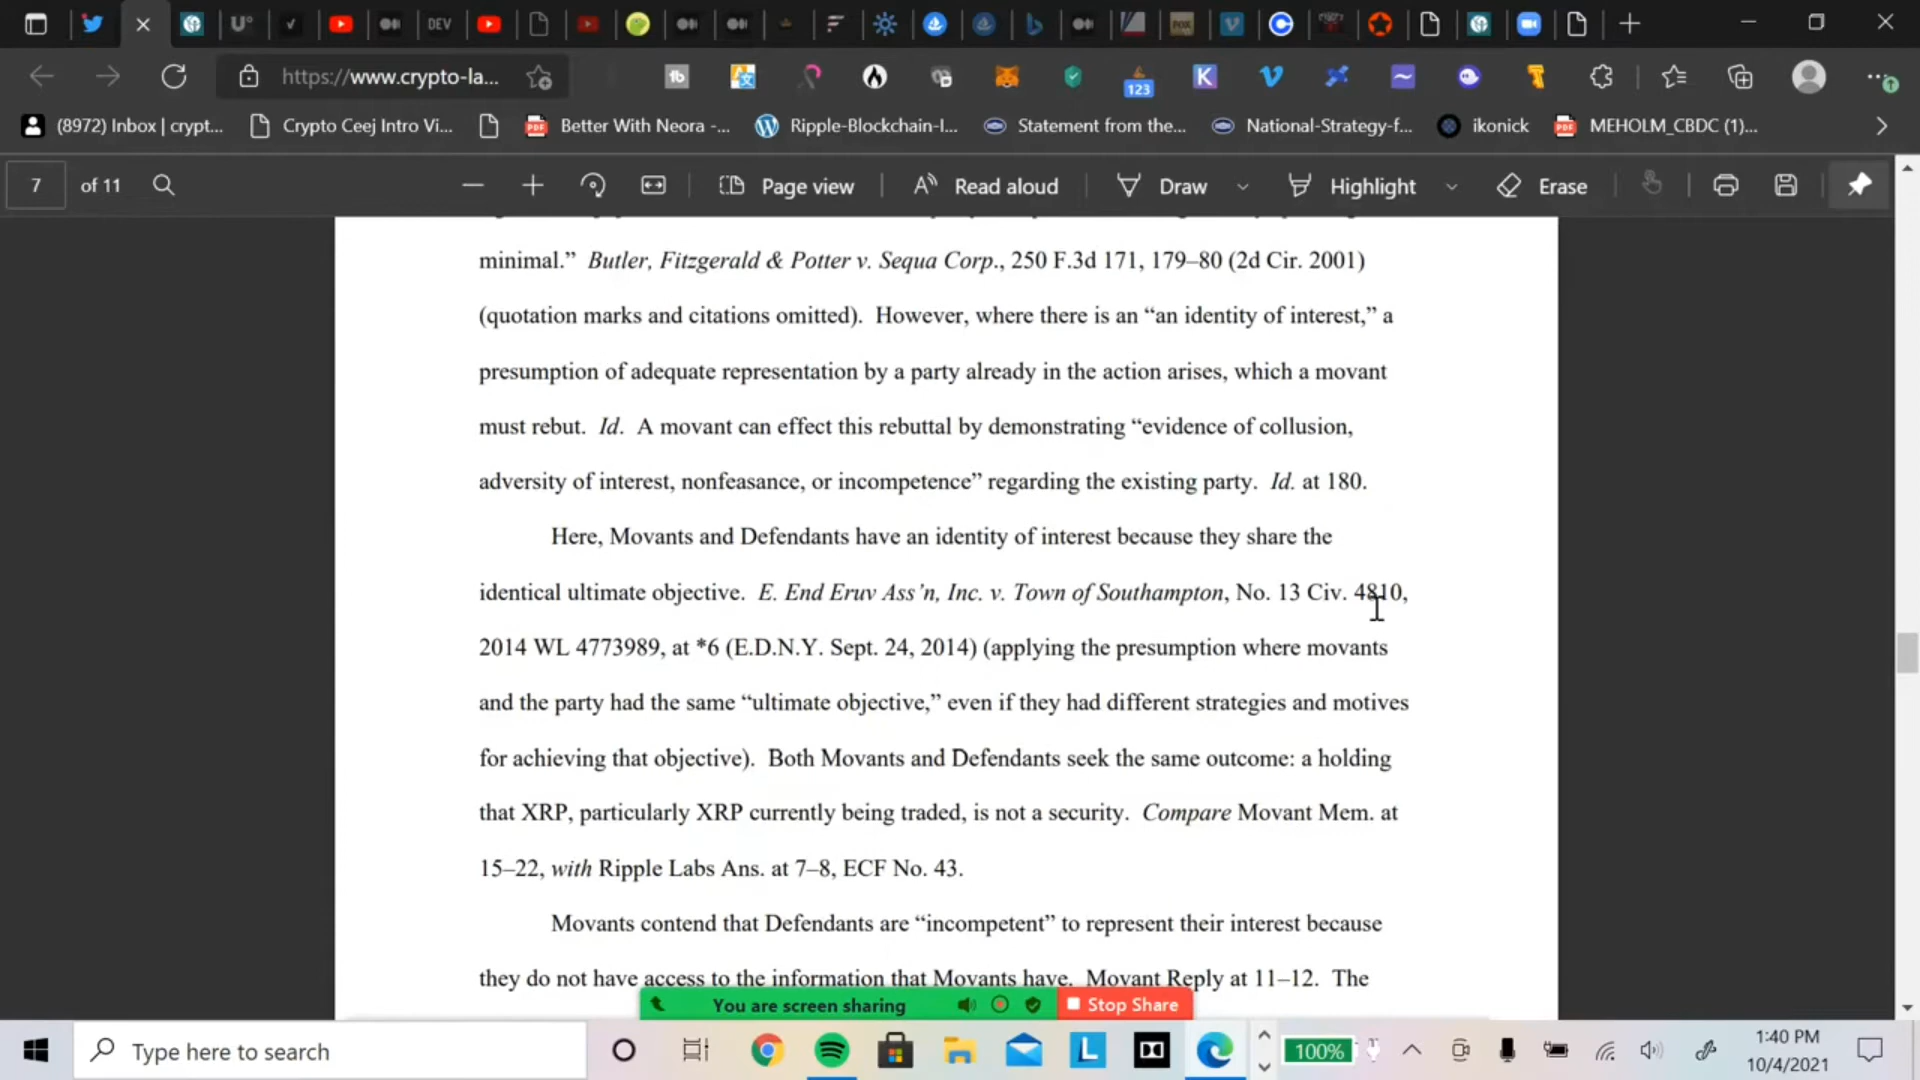 DEV
https://www.crypto-la...
123
(8972) Inbox | crypt...
Crypto Ceej Intro Vi...
Better With Neora -...
Ripple-Blockchain-I...
Statement from the...
National-Strategy-f...
ikonick
MEHOLM_CBDC (1)...
7 of 11
Page view
Read aloud
Draw
Highlight
Erase
minimal.” Butler, Fitzgerald & Potter v. Sequa Corp., 250 F.3d 171, 179–80 (2d Cir. 2001)
(quotation marks and citations omitted). However, where there is an “an identity of interest,” a
presumption of adequate representation by a party already in the action arises, which a movant
must rebut. Id. A movant can effect this rebuttal by demonstrating “evidence of collusion,
adversity of interest, nonfeasance, or incompetence” regarding the existing party. Id. at 180.
Here, Movants and Defendants have an identity of interest because they share the
identical ultimate objective. E. End Eruv Ass’n, Inc. v. Town of Southampton, No. 13 Civ. 4810,
2014 WL 4773989, at *6 (E.D.N.Y. Sept. 24, 2014) (applying the presumption where movants
and the party had the same “ultimate objective,” even if they had different strategies and motives
for achieving that objective). Both Movants and Defendants seek the same outcome: a holding
that XRP, particularly XRP currently being traded, is not a security. Compare Movant Mem. at
15–22, with Ripple Labs Ans. at 7–8, ECF No. 43.
Movants contend that Defendants are “incompetent” to represent their interest because
they do not have access to the information that Movants have. Movant Reply at 11–12. The
You are screen sharing
Stop Share
Type here to search
100%
1:40 PM
10/4/2021